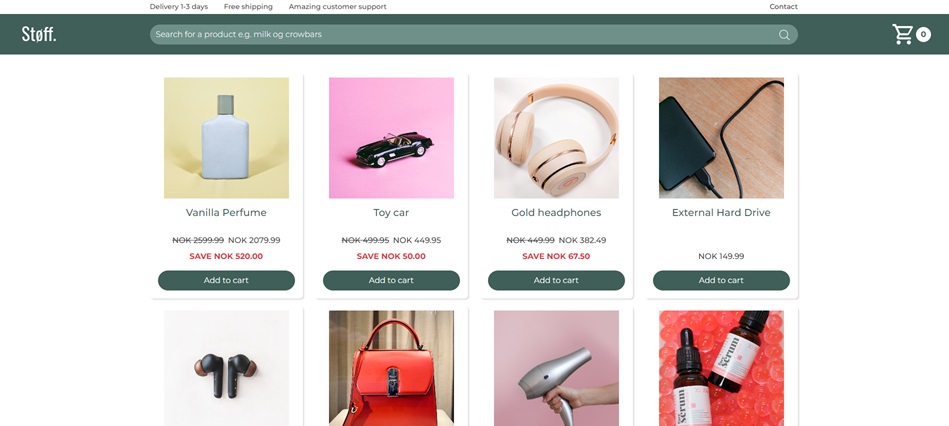 Delivery 1-3 days Free shipping Amazing customer support Contact
Støff. Search for a product e.g. milk og crowbars 0
Vanilla Perfume Toy car Gold headphones External Hard Drive
NOK 2599.99 NOK 2079.99 NOK 499.95 NOK 449.95 NOK 449.99 NOK 382.49
SAVE NOK 520.00 SAVE NOK 50.00 SAVE NOK 67.50 NOK 149.99
Add to cart Add to cart Add to cart Add to cart
serum
serum